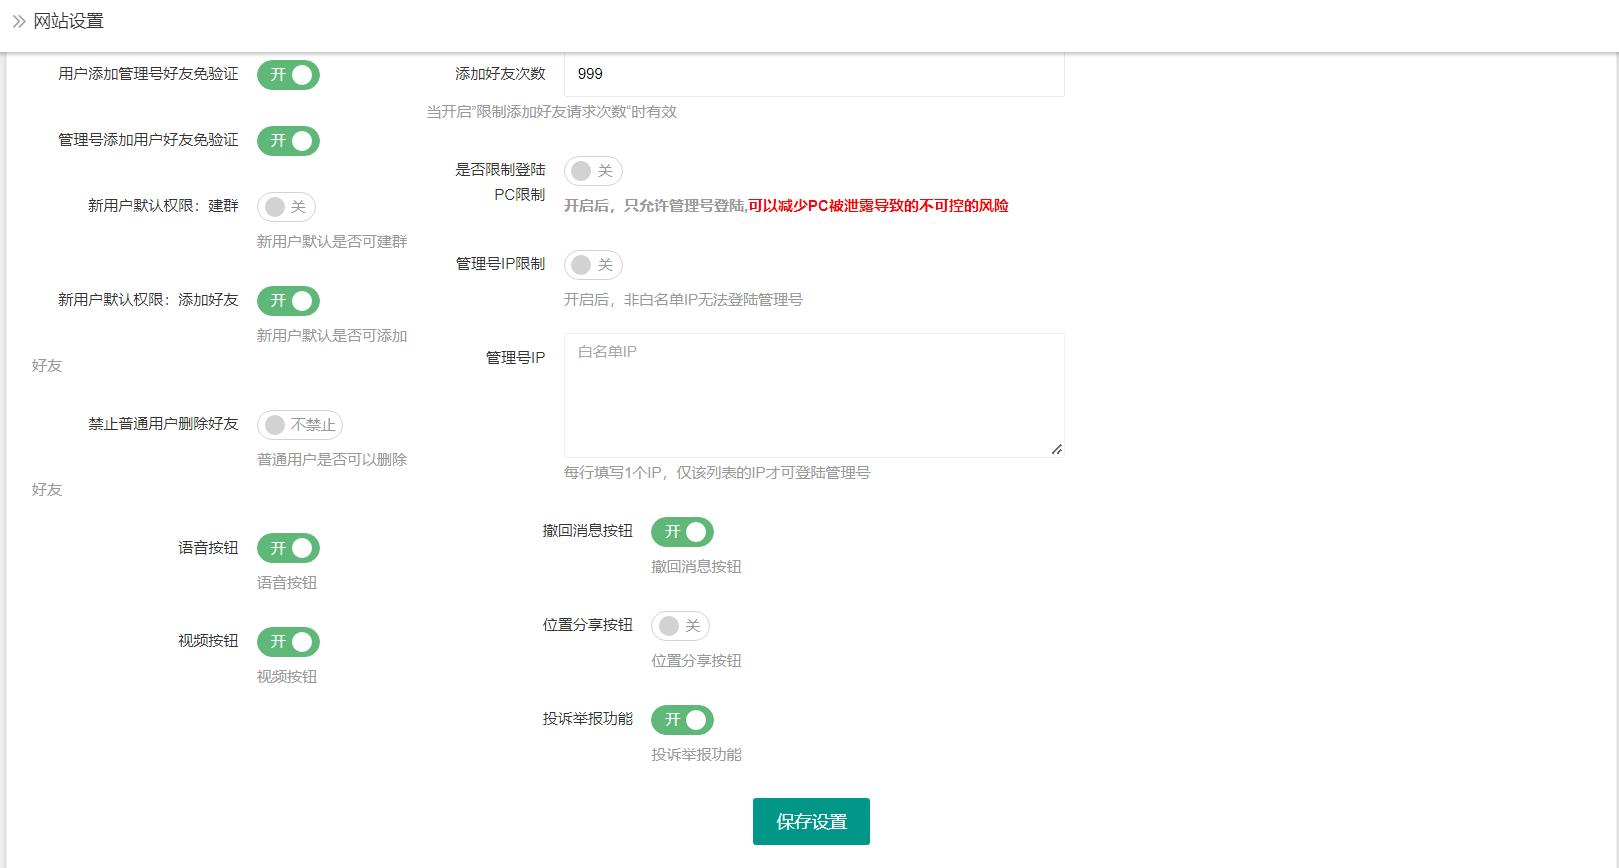 网站设置
用户添加管理号好友免验证 开
管理号添加用户好友免验证 开
新用户默认权限：建群 关
新用户默认是否可建群
新用户默认权限：添加好友 开
新用户默认是否可添加
好友
禁止普通用户删除好友 不禁止
普通用户是否可以删除
好友
语音按钮 开
语音按钮
视频按钮 开
视频按钮
添加好友次数 999
当开启"限制添加好友请求次数"时有效
是否限制登陆 关
PC限制
开启后，只允许管理号登陆,可以减少PC被泄露导致的不可控的风险
管理号IP限制 关
开启后，非白名单IP无法登陆管理号
管理号IP 白名单IP
每行填写1个IP，仅该列表的IP才可登陆管理号
撤回消息按钮 开
撤回消息按钮
位置分享按钮 关
位置分享按钮
投诉举报功能 开
投诉举报功能
保存设置